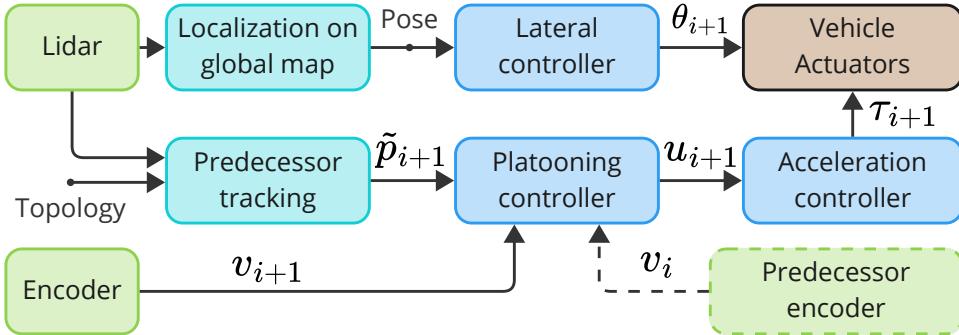 Lidar
Localization on
global map
Pose
Lateral
controller
θ_{i+1}
Vehicle
Actuators
τ_{i+1}
Topology
Predecessor
tracking
p̃_{i+1}
Platooning
controller
u_{i+1}
Acceleration
controller
Encoder
v_{i+1}
v_i
Predecessor
encoder